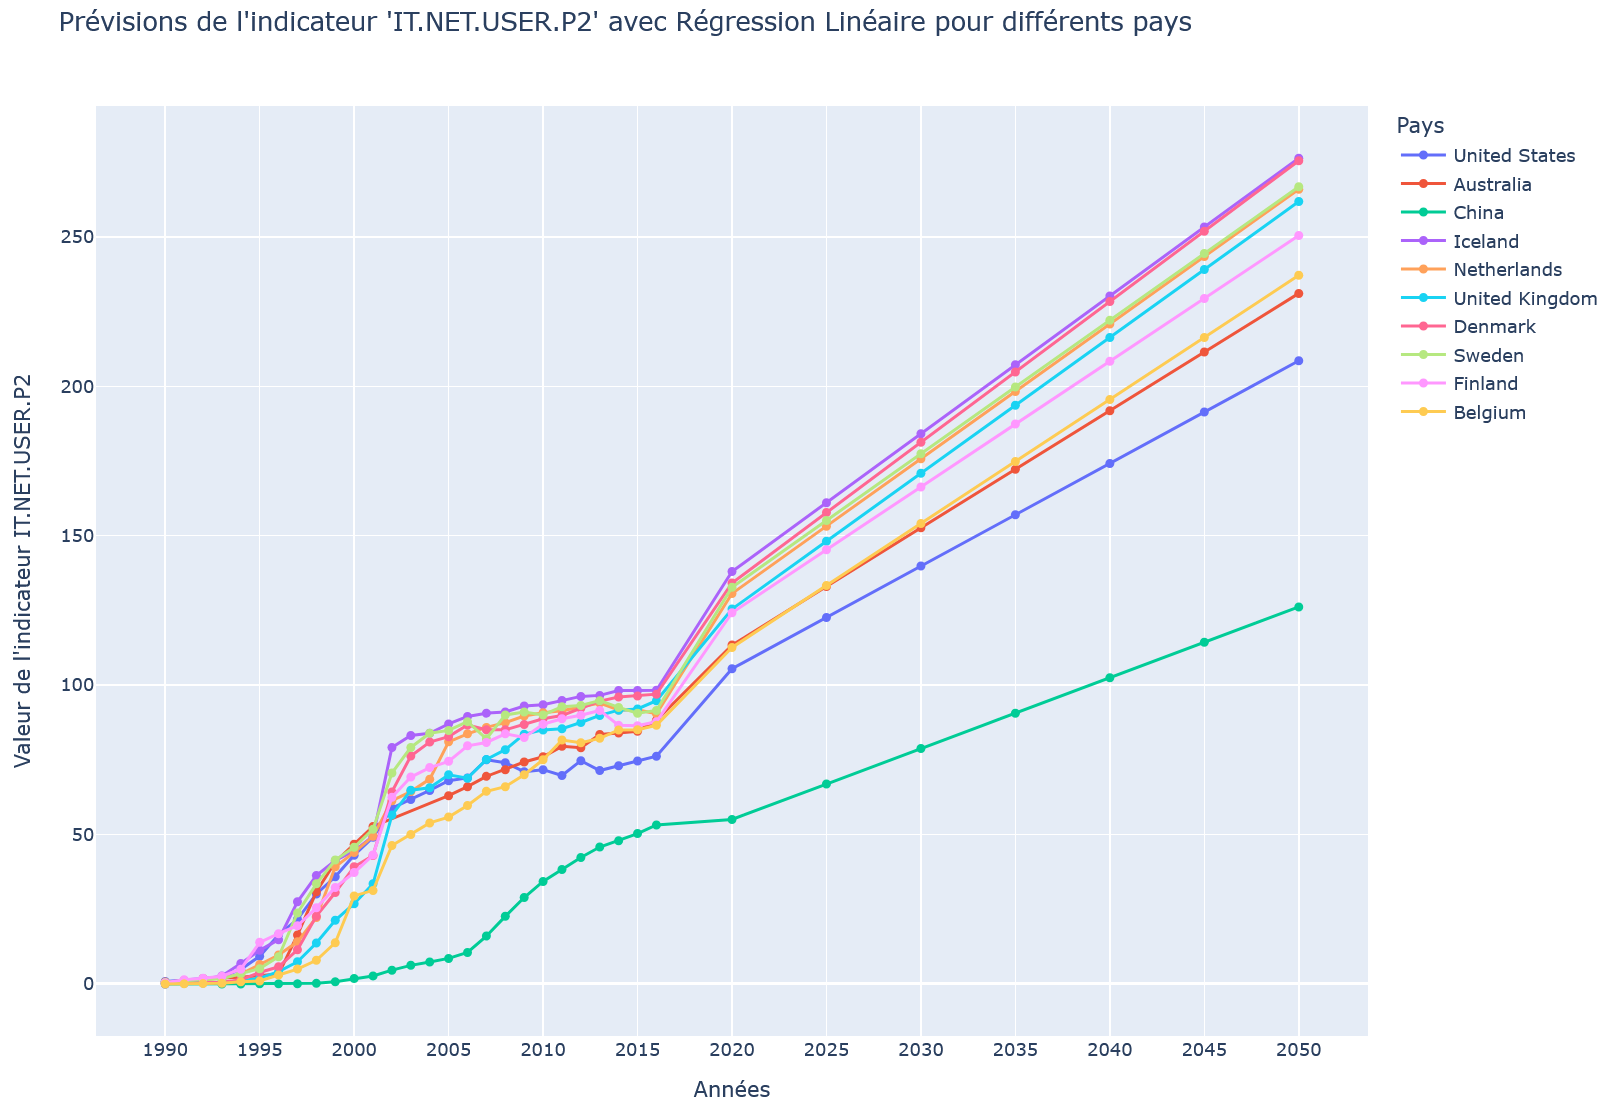 Prévisions de l'indicateur 'IT.NET.USER.P2' avec Régression Linéaire pour différents pays
Valeur de l'indicateur IT.NET.USER.P2
250
200
150
100
50
0
1990 1995 2000 2005 2010 2015 2020 2025 2030 2035 2040 2045 2050
Années
Pays
United States
Australia
China
Iceland
Netherlands
United Kingdom
Denmark
Sweden
Finland
Belgium